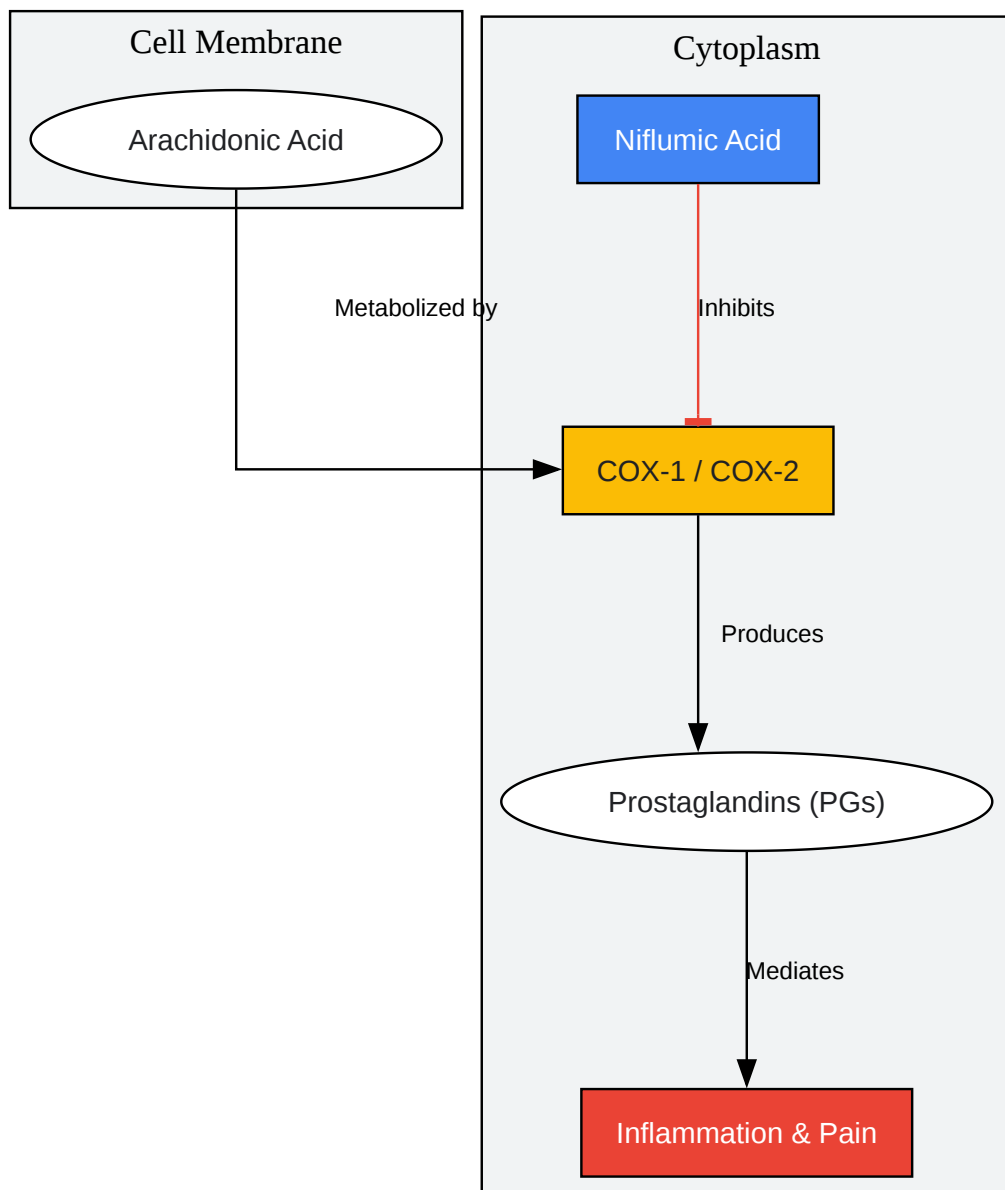 Cell Membrane
Cytoplasm
Arachidonic Acid
Niflumic Acid
Metabolized by
Inhibits
COX-1 / COX-2
Produces
Prostaglandins (PGs)
Mediates
Inflammation & Pain